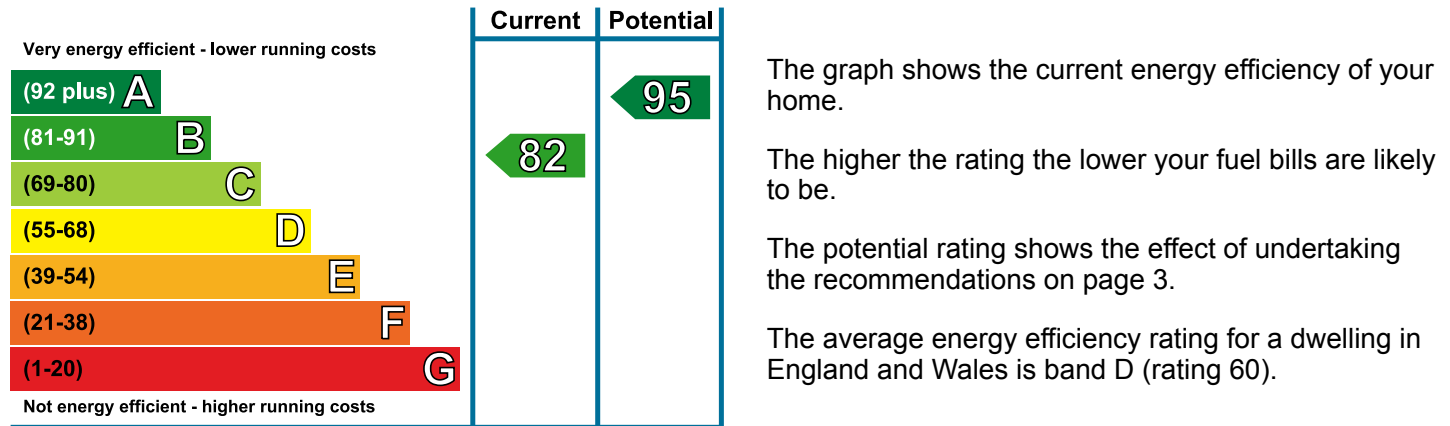 Current Potential
Very energy efficient - lower running costs
(92 plus) A
95
(81-91) B
82
(69-80) C
(55-68) D
(39-54) E
(21-38) F
(1-20) G
Not energy efficient - higher running costs
The graph shows the current energy efficiency of your
home.
The higher the rating the lower your fuel bills are likely
to be.
The potential rating shows the effect of undertaking
the recommendations on page 3.
The average energy efficiency rating for a dwelling in
England and Wales is band D (rating 60).